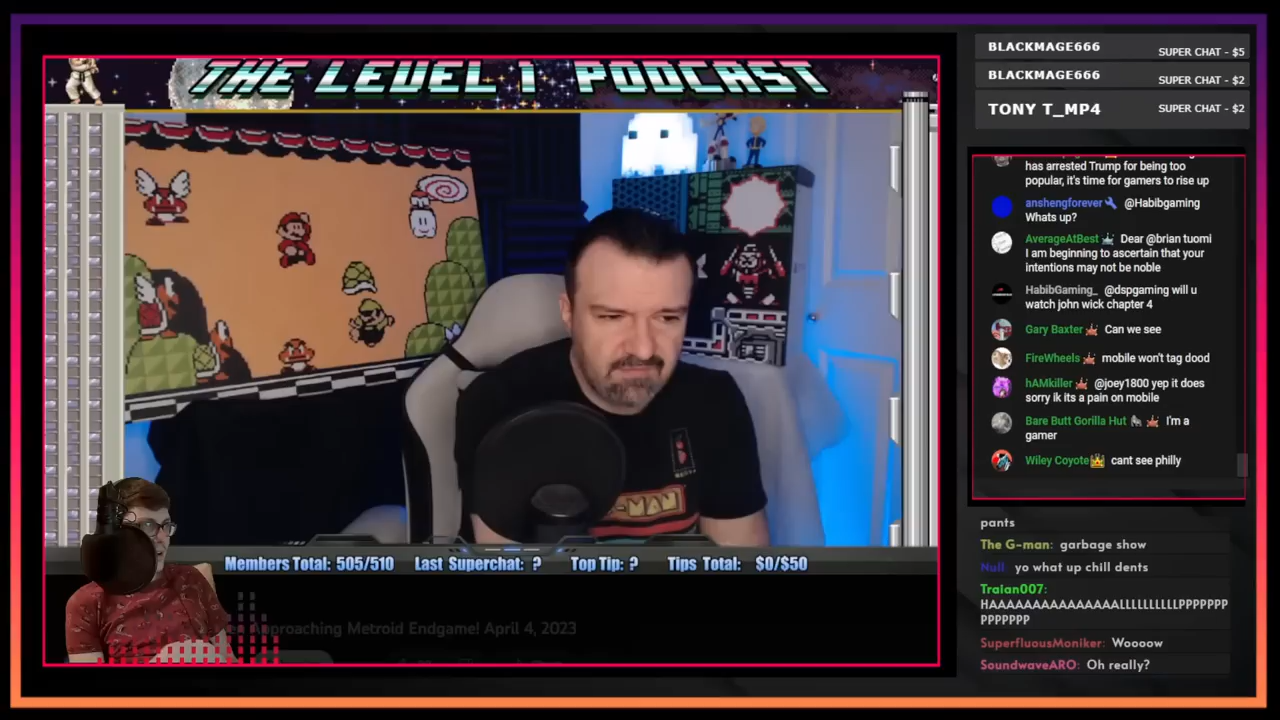 THE LEVEL 1 PODCAST
-MAN
Members Total: 505/510 Last Superchat: ? Top Tip: ? Tips Total: $0/$50
Approaching Metroid Endgame! April 4, 2023
BLACKMAGE666 SUPER CHAT - $5
BLACKMAGE666 SUPER CHAT - $2
TONY T_MP4 SUPER CHAT - $2
has arrested Trump for being too
popular, it's time for gamers to rise up
anshengforever @Habibgaming
Whats up?
AverageAtBest Dear @brian tuomi
I am beginning to ascertain that your
intentions may not be noble
HabibGaming_ @dspgaming will u
watch john wick chapter 4
Gary Baxter Can we see
FireWheels mobile won't tag dood
hAMkiller @joey1800 yep it does
sorry ik its a pain on mobile
Bare Butt Gorilla Hut I'm a
gamer
Wiley Coyote cant see philly
pants
The G-man: garbage show
Null yo what up chill dents
Tralan007:
HAAAAAAAAAAAAAALLLLLLLLLLPPPPPPP
PPPPPPP
SuperfluousMoniker: Woooow
SoundwaveARO: Oh really?